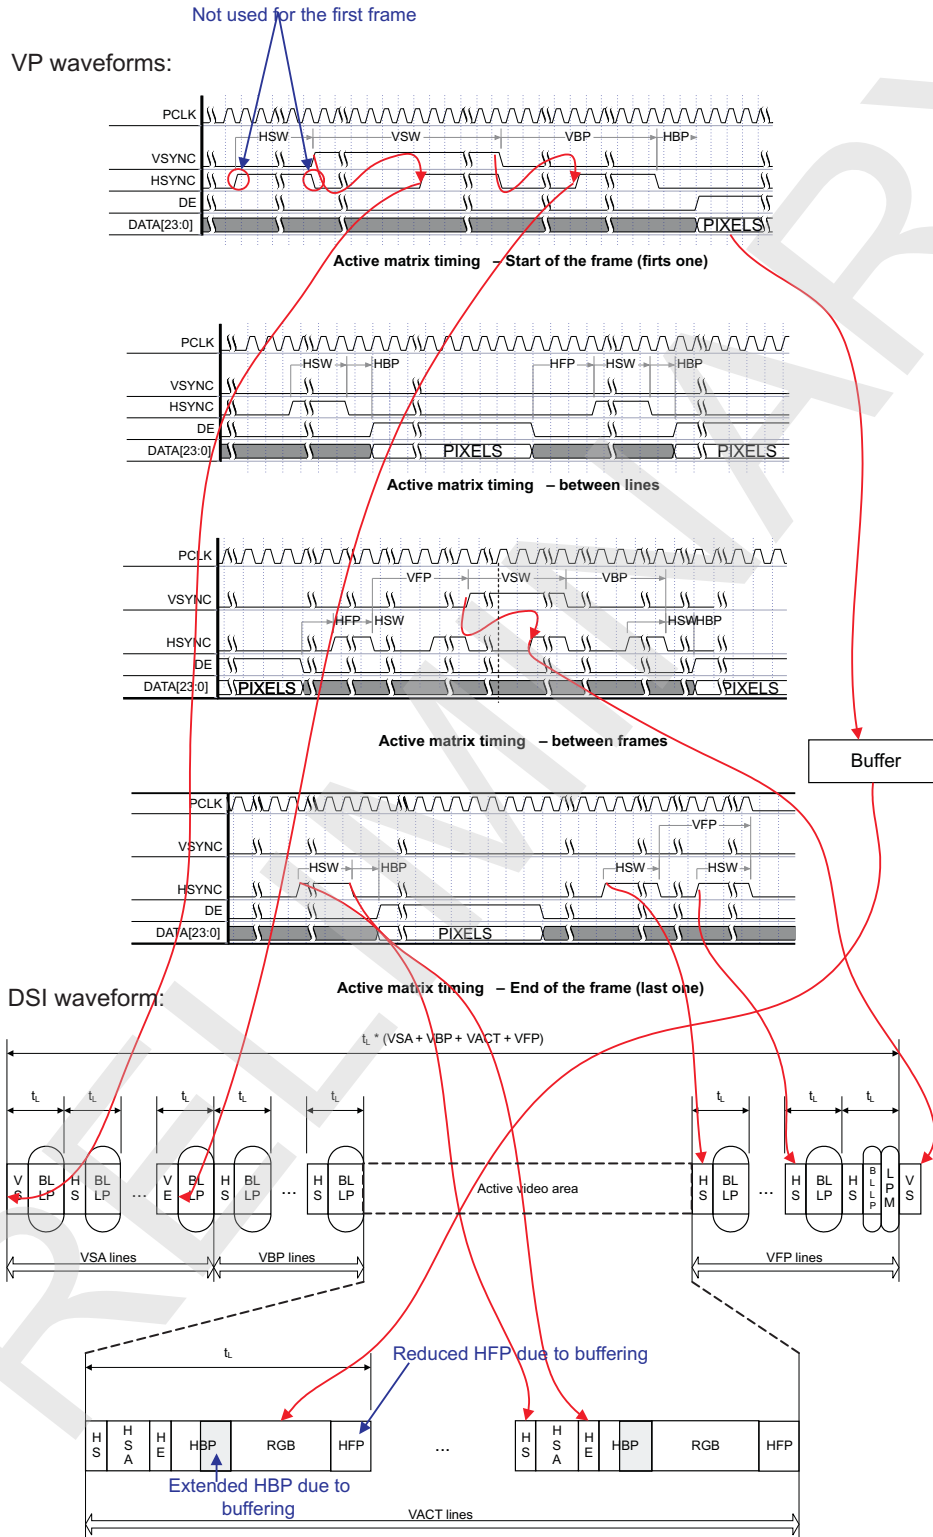 Not used for the first frame
VP waveforms:
PCLK
HSW VSW VBP HBP
VSYNC
HSYNC
DE
DATA[23:0] PIXELS
Active matrix timing – Start of the frame (firts one)
PCLK
HSW HBP HFP HSW HBP
VSYNC
HSYNC
DE
DATA[23:0] PIXELS PIXELS
Active matrix timing – between lines
PCLK
VFP VSW VBP
VSYNC
HFP HSW HSW HBP
HSYNC
DE
DATA[23:0] PIXELS PIXELS
Active matrix timing – between frames
Buffer
PCLK
VFP
VSYNC
HSW HBP HSW HSW
HSYNC
DE
DATA[23:0] PIXELS
Active matrix timing – End of the frame (last one)
DSI waveform:
tL * (VSA + VBP + VACT + VFP)
tL tL tL tL tL tL tL tL
VS BLLP HS BLLP ... VE BLLP HS BLLP ... HS BLLP Active video area HS BLLP ... HS BLLP HS BLLP LPM VS
VSA lines VBP lines VFP lines
tL
Reduced HFP due to buffering
HS HSA HE HBP RGB HFP ... HS HSA HE HBP RGB HFP
Extended HBP due to
buffering
VACT lines
PRELIMINARY